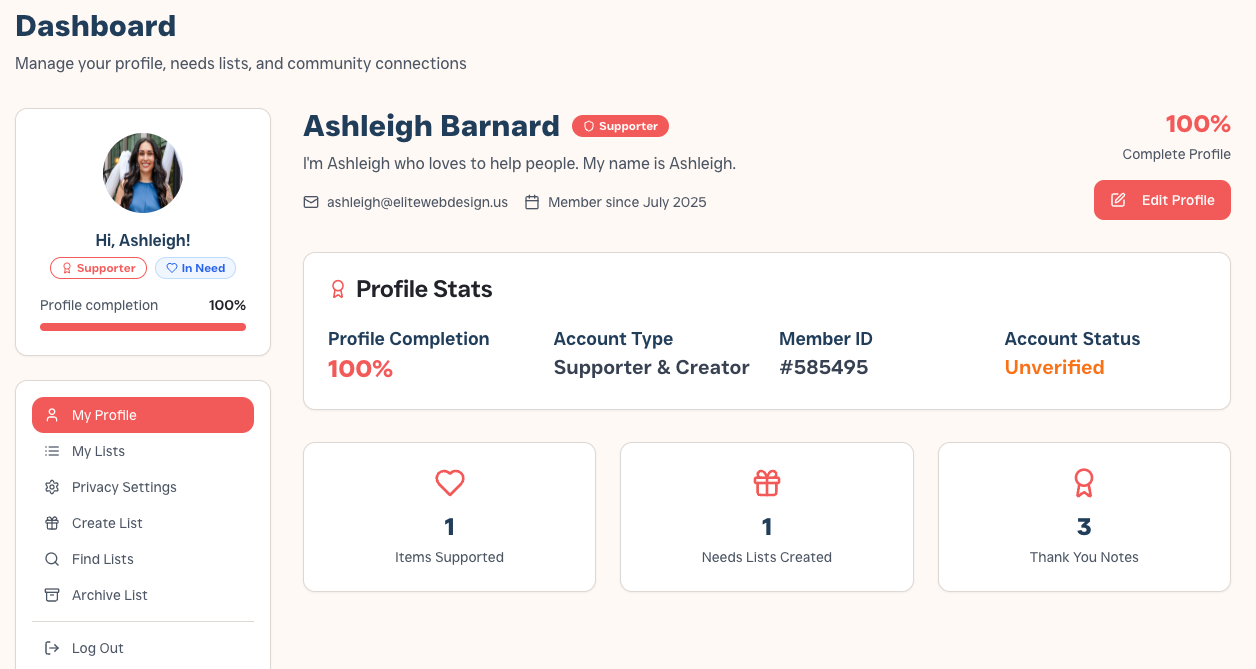 Dashboard
Manage your profile, needs lists, and community connections
Hi, Ashleigh!
Supporter
In Need
Profile completion 100%
My Profile
My Lists
Privacy Settings
Create List
Find Lists
Archive List
Log Out
Ashleigh Barnard Supporter
I'm Ashleigh who loves to help people. My name is Ashleigh.
ashleigh@elitewebdesign.us Member since July 2025
100%
Complete Profile
Edit Profile
Profile Stats
Profile Completion
100%
Account Type
Supporter & Creator
Member ID
#585495
Account Status
Unverified
1
Items Supported
1
Needs Lists Created
3
Thank You Notes